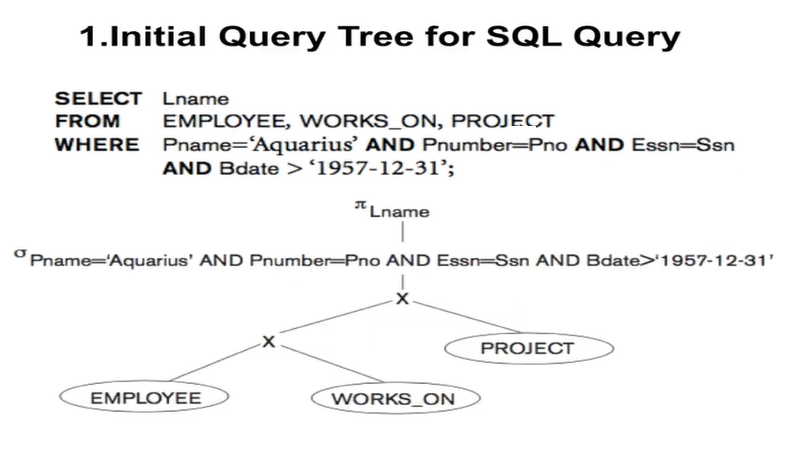 1.Initial Query Tree for SQL Query
SELECT Lname
FROM EMPLOYEE, WORKS_ON, PROJECT
WHERE Pname=‘Aquarius’ AND Pnumber=Pno AND Essn=Ssn
AND Bdate > ‘1957-12-31’;
π Lname
σ Pname=‘Aquarius’ AND Pnumber=Pno AND Essn=Ssn AND Bdate>‘1957-12-31’
X
X
PROJECT
EMPLOYEE
WORKS_ON